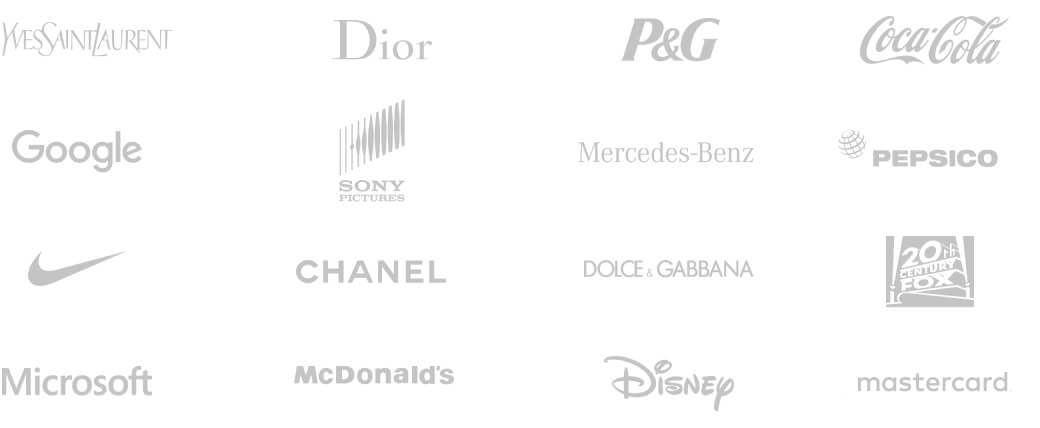 YVESSAINTLAURENT
Dior
P&G
Coca-Cola
Google
SONY
PICTURES
Mercedes-Benz
PEPSICO
CHANEL
DOLCE & GABBANA
20th
CENTURY
FOX
Microsoft
McDonald's
Disney
mastercard